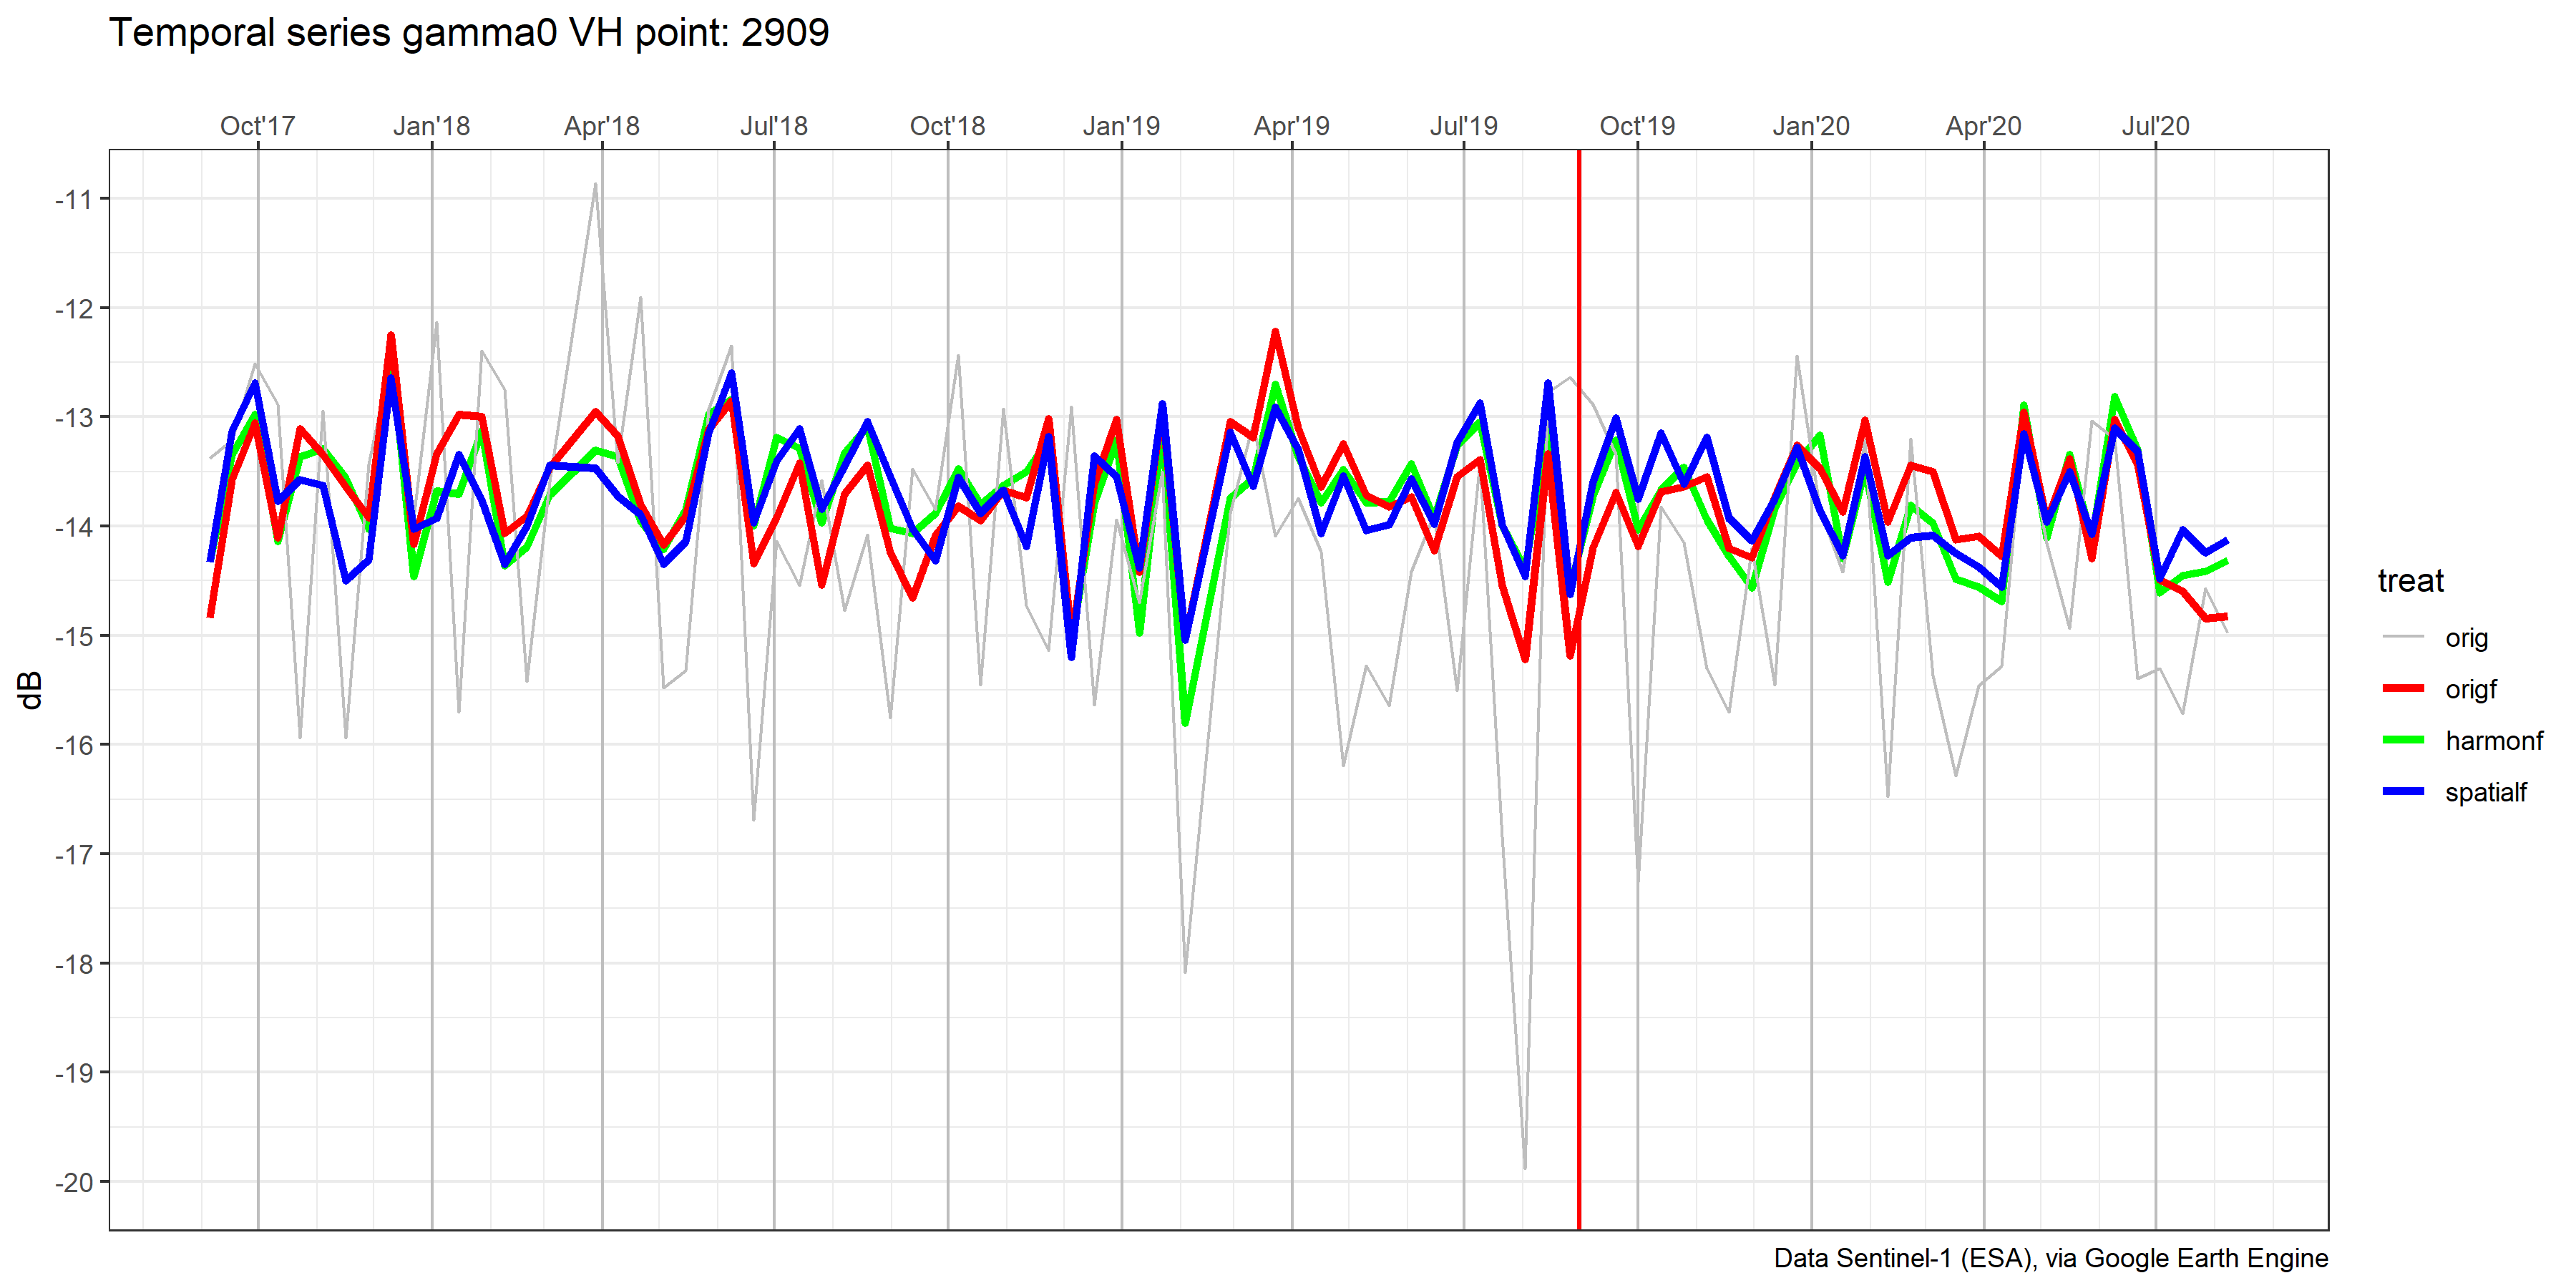 Temporal series gamma0 VH point: 2909
Oct'17 Jan'18 Apr'18 Jul'18 Oct'18 Jan'19 Apr'19 Jul'19 Oct'19 Jan'20 Apr'20 Jul'20
-11
-12
-13
-14
-15
-16
-17
-18
-19
-20
dB
treat
orig
origf
harmonf
spatialf
Data Sentinel-1 (ESA), via Google Earth Engine